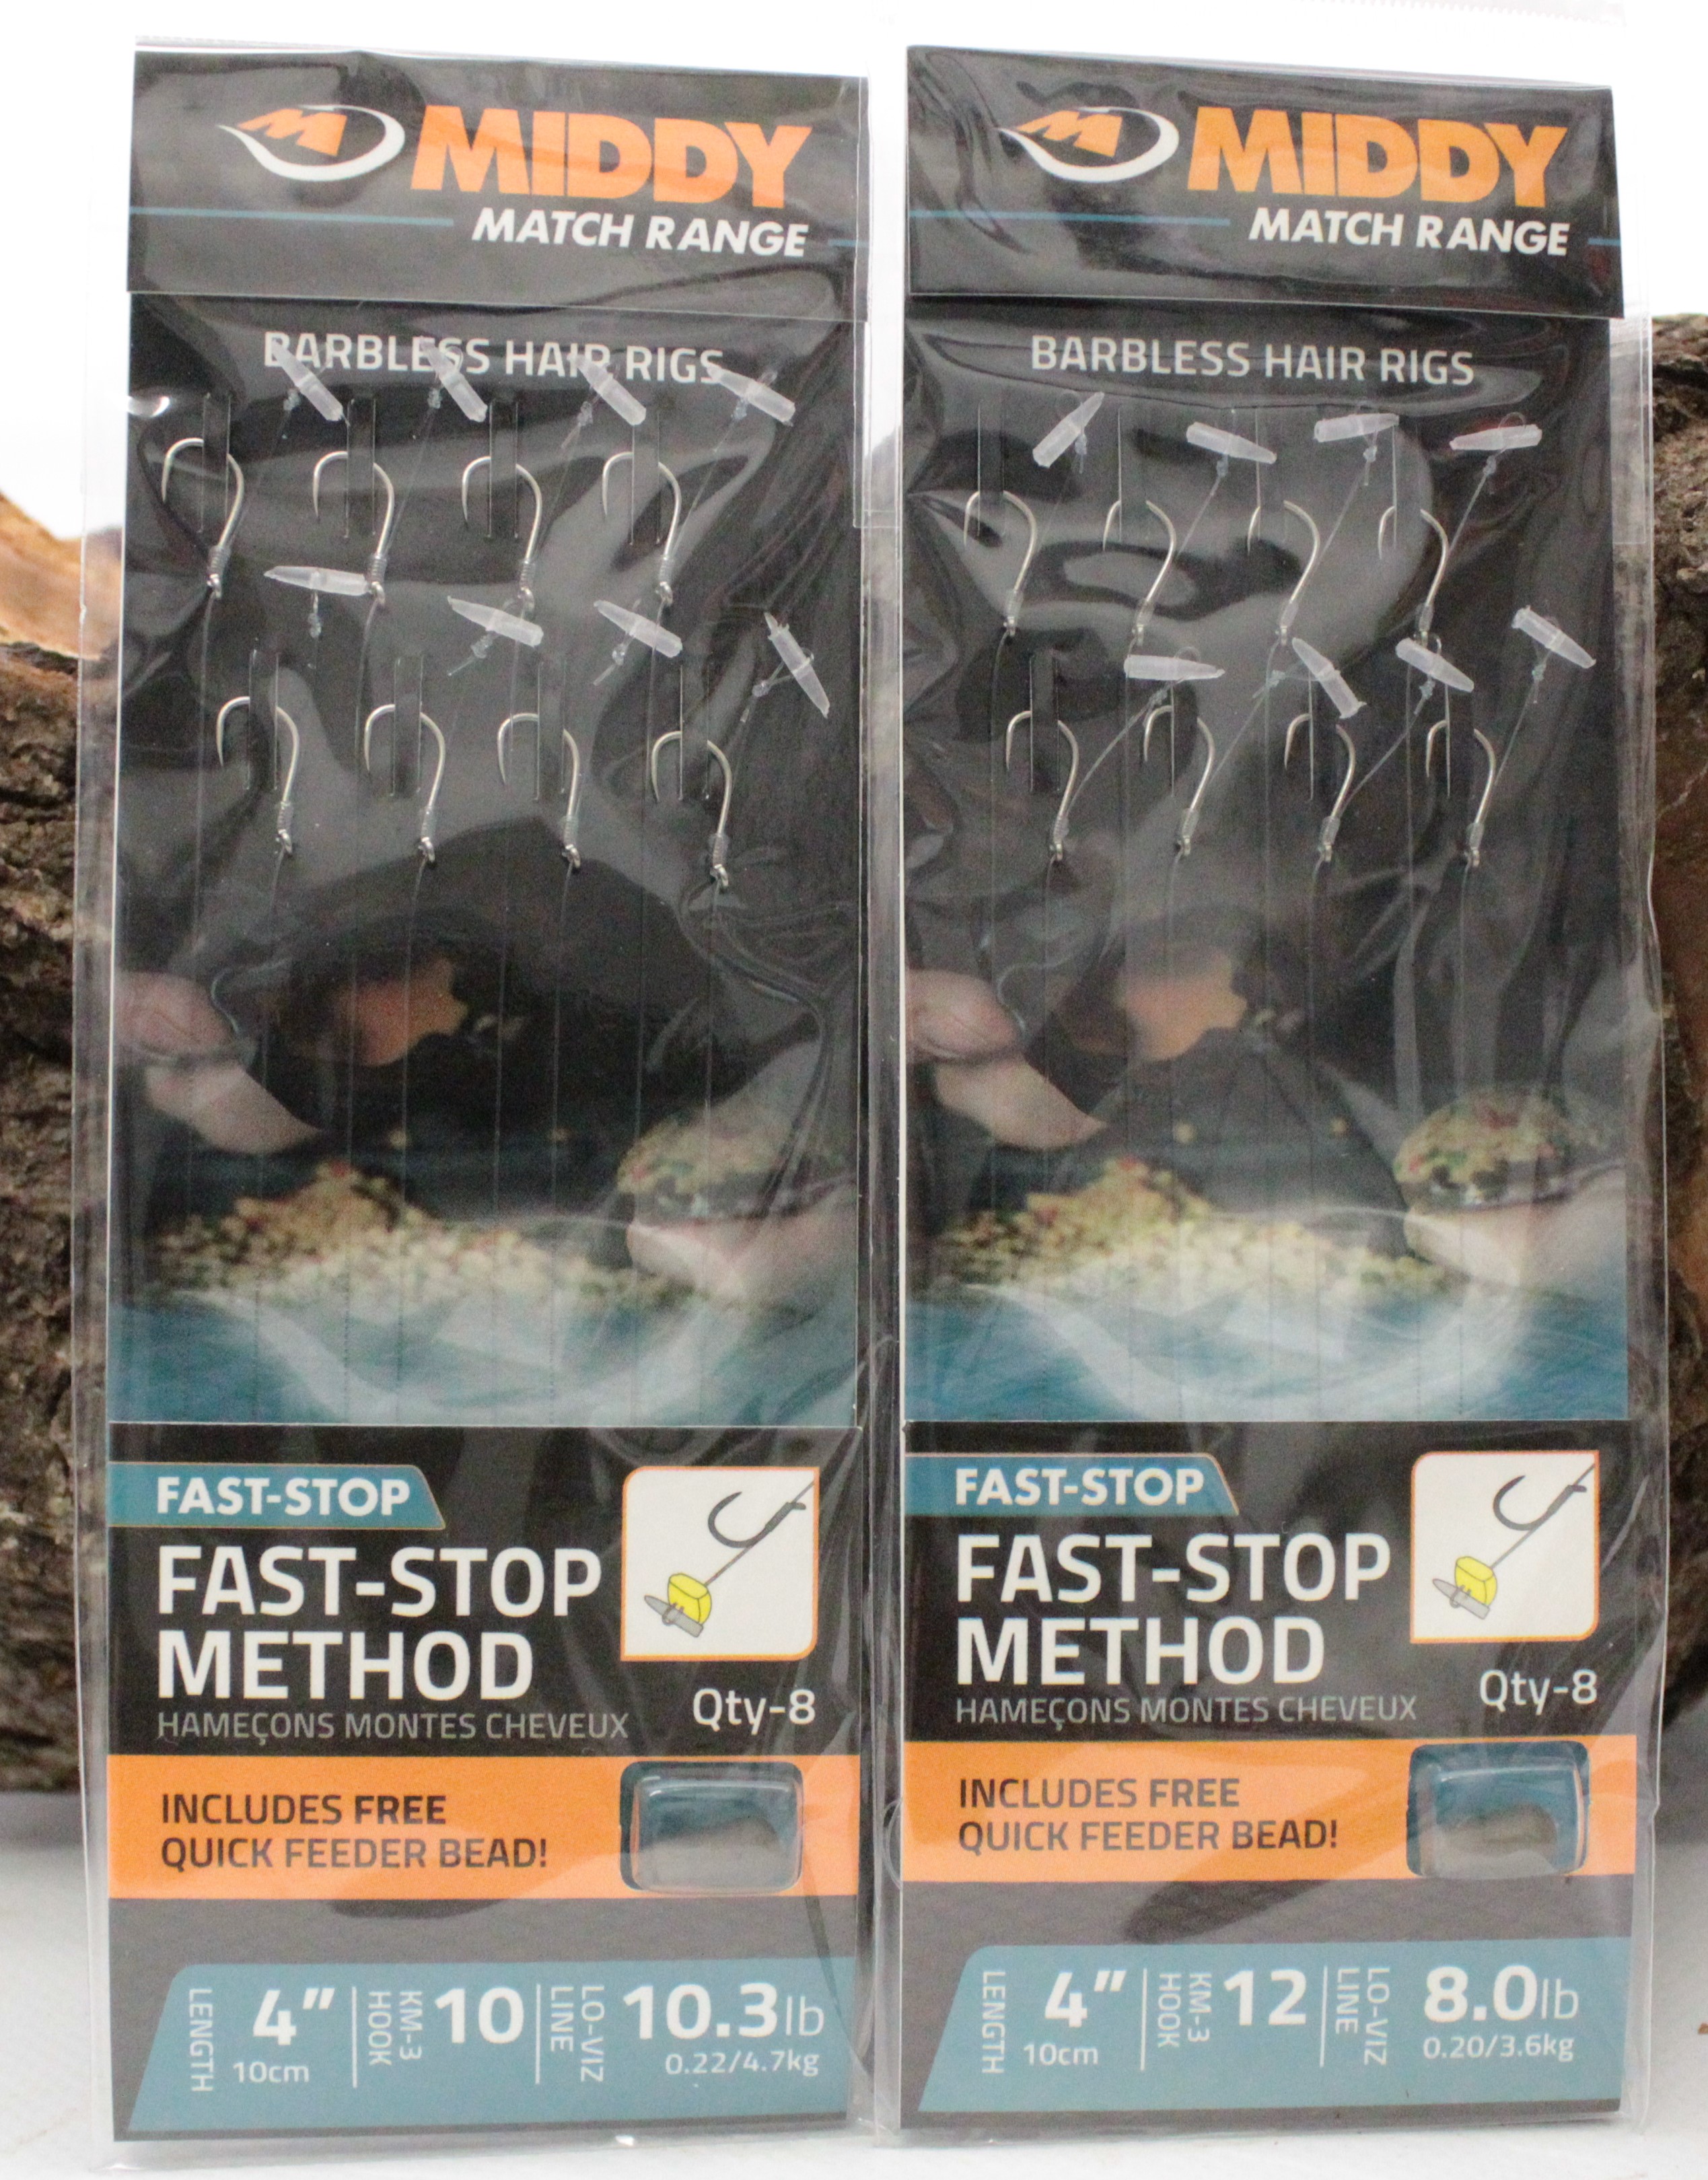 MIDDY
MATCH RANGE
BARBLESS HAIR RIGS
FAST-STOP
FAST-STOP
METHOD
HAMEÇONS MONTES CHEVEUX
Qty-8
INCLUDES FREE
QUICK FEEDER BEAD!
LENGTH
4"
10cm
KM-3
HOOK
10
LO-VIZ
LINE
10.3lb
0.22/4.7kg
MIDDY
MATCH RANGE
BARBLESS HAIR RIGS
FAST-STOP
FAST-STOP
METHOD
HAMEÇONS MONTES CHEVEUX
Qty-8
INCLUDES FREE
QUICK FEEDER BEAD!
LENGTH
4"
10cm
KM-3
HOOK
12
LO-VIZ
LINE
8.0lb
0.20/3.6kg